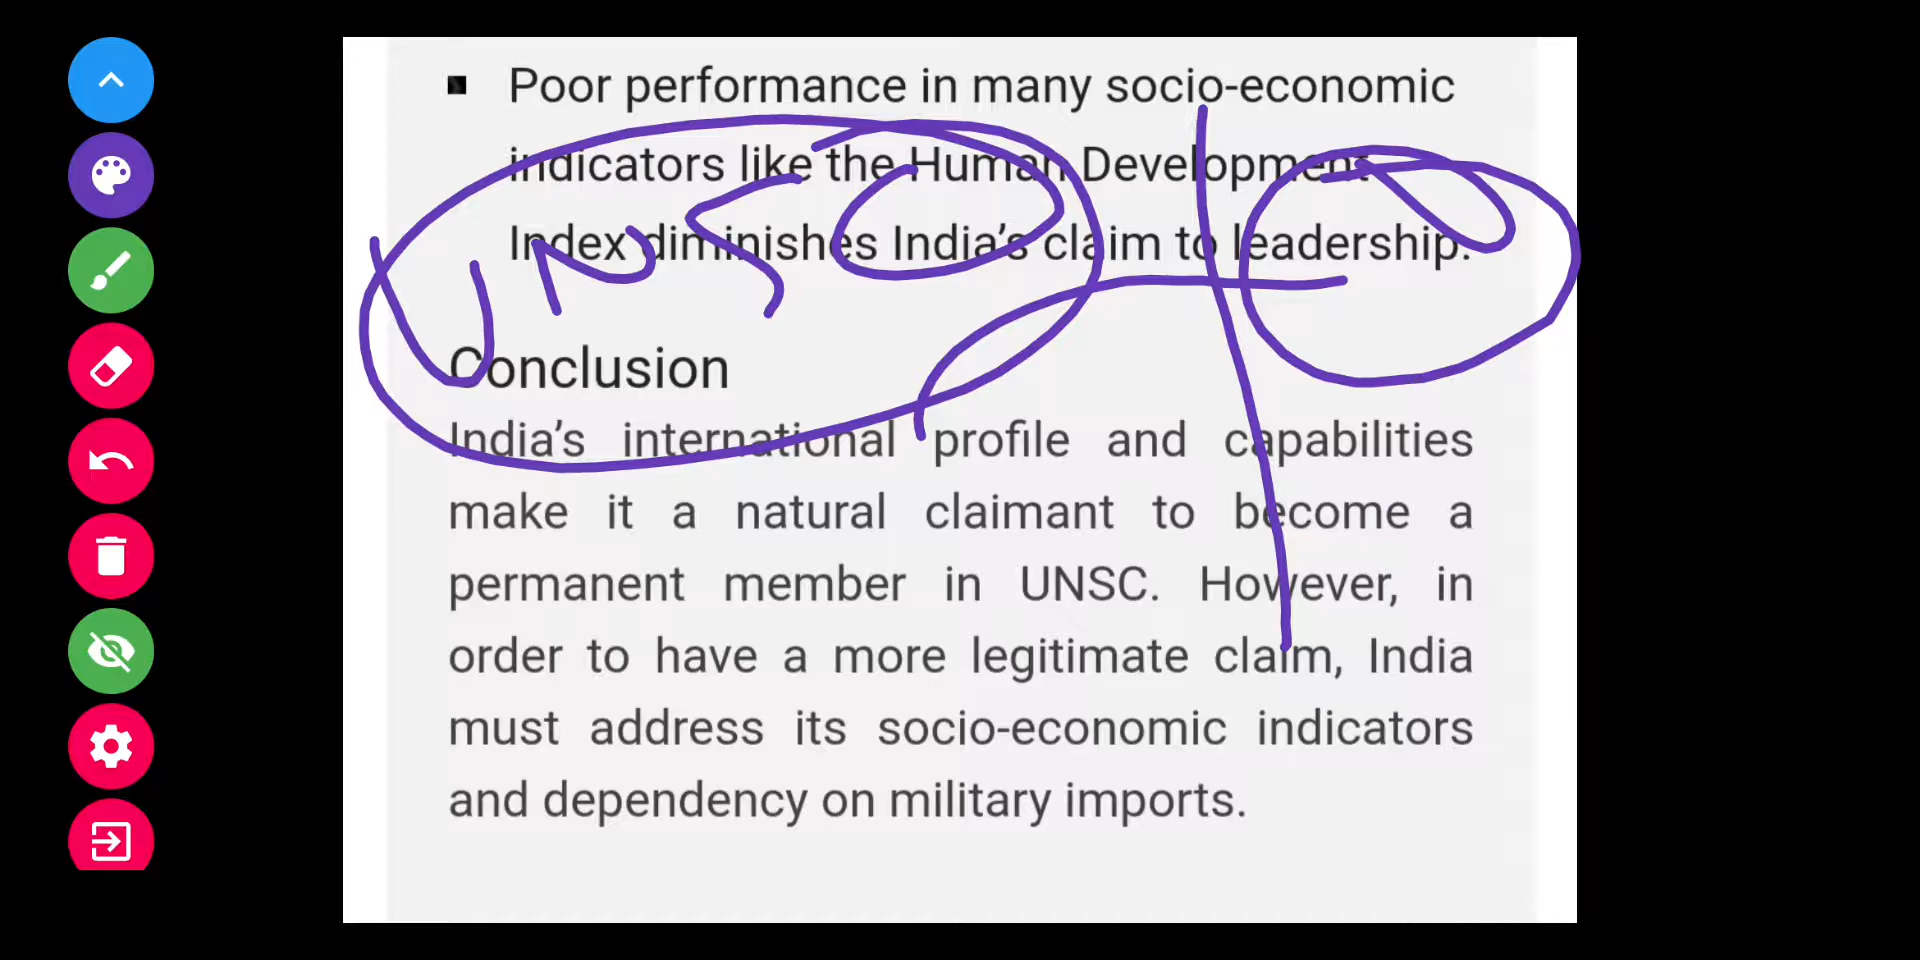 ▪ Poor performance in many socio-economic
indicators like the Human Development
Index diminishes India's claim to leadership.
UNSC
Conclusion
India's international profile and capabilities
make it a natural claimant to become a
permanent member in UNSC. However, in
order to have a more legitimate claim, India
must address its socio-economic indicators
and dependency on military imports.